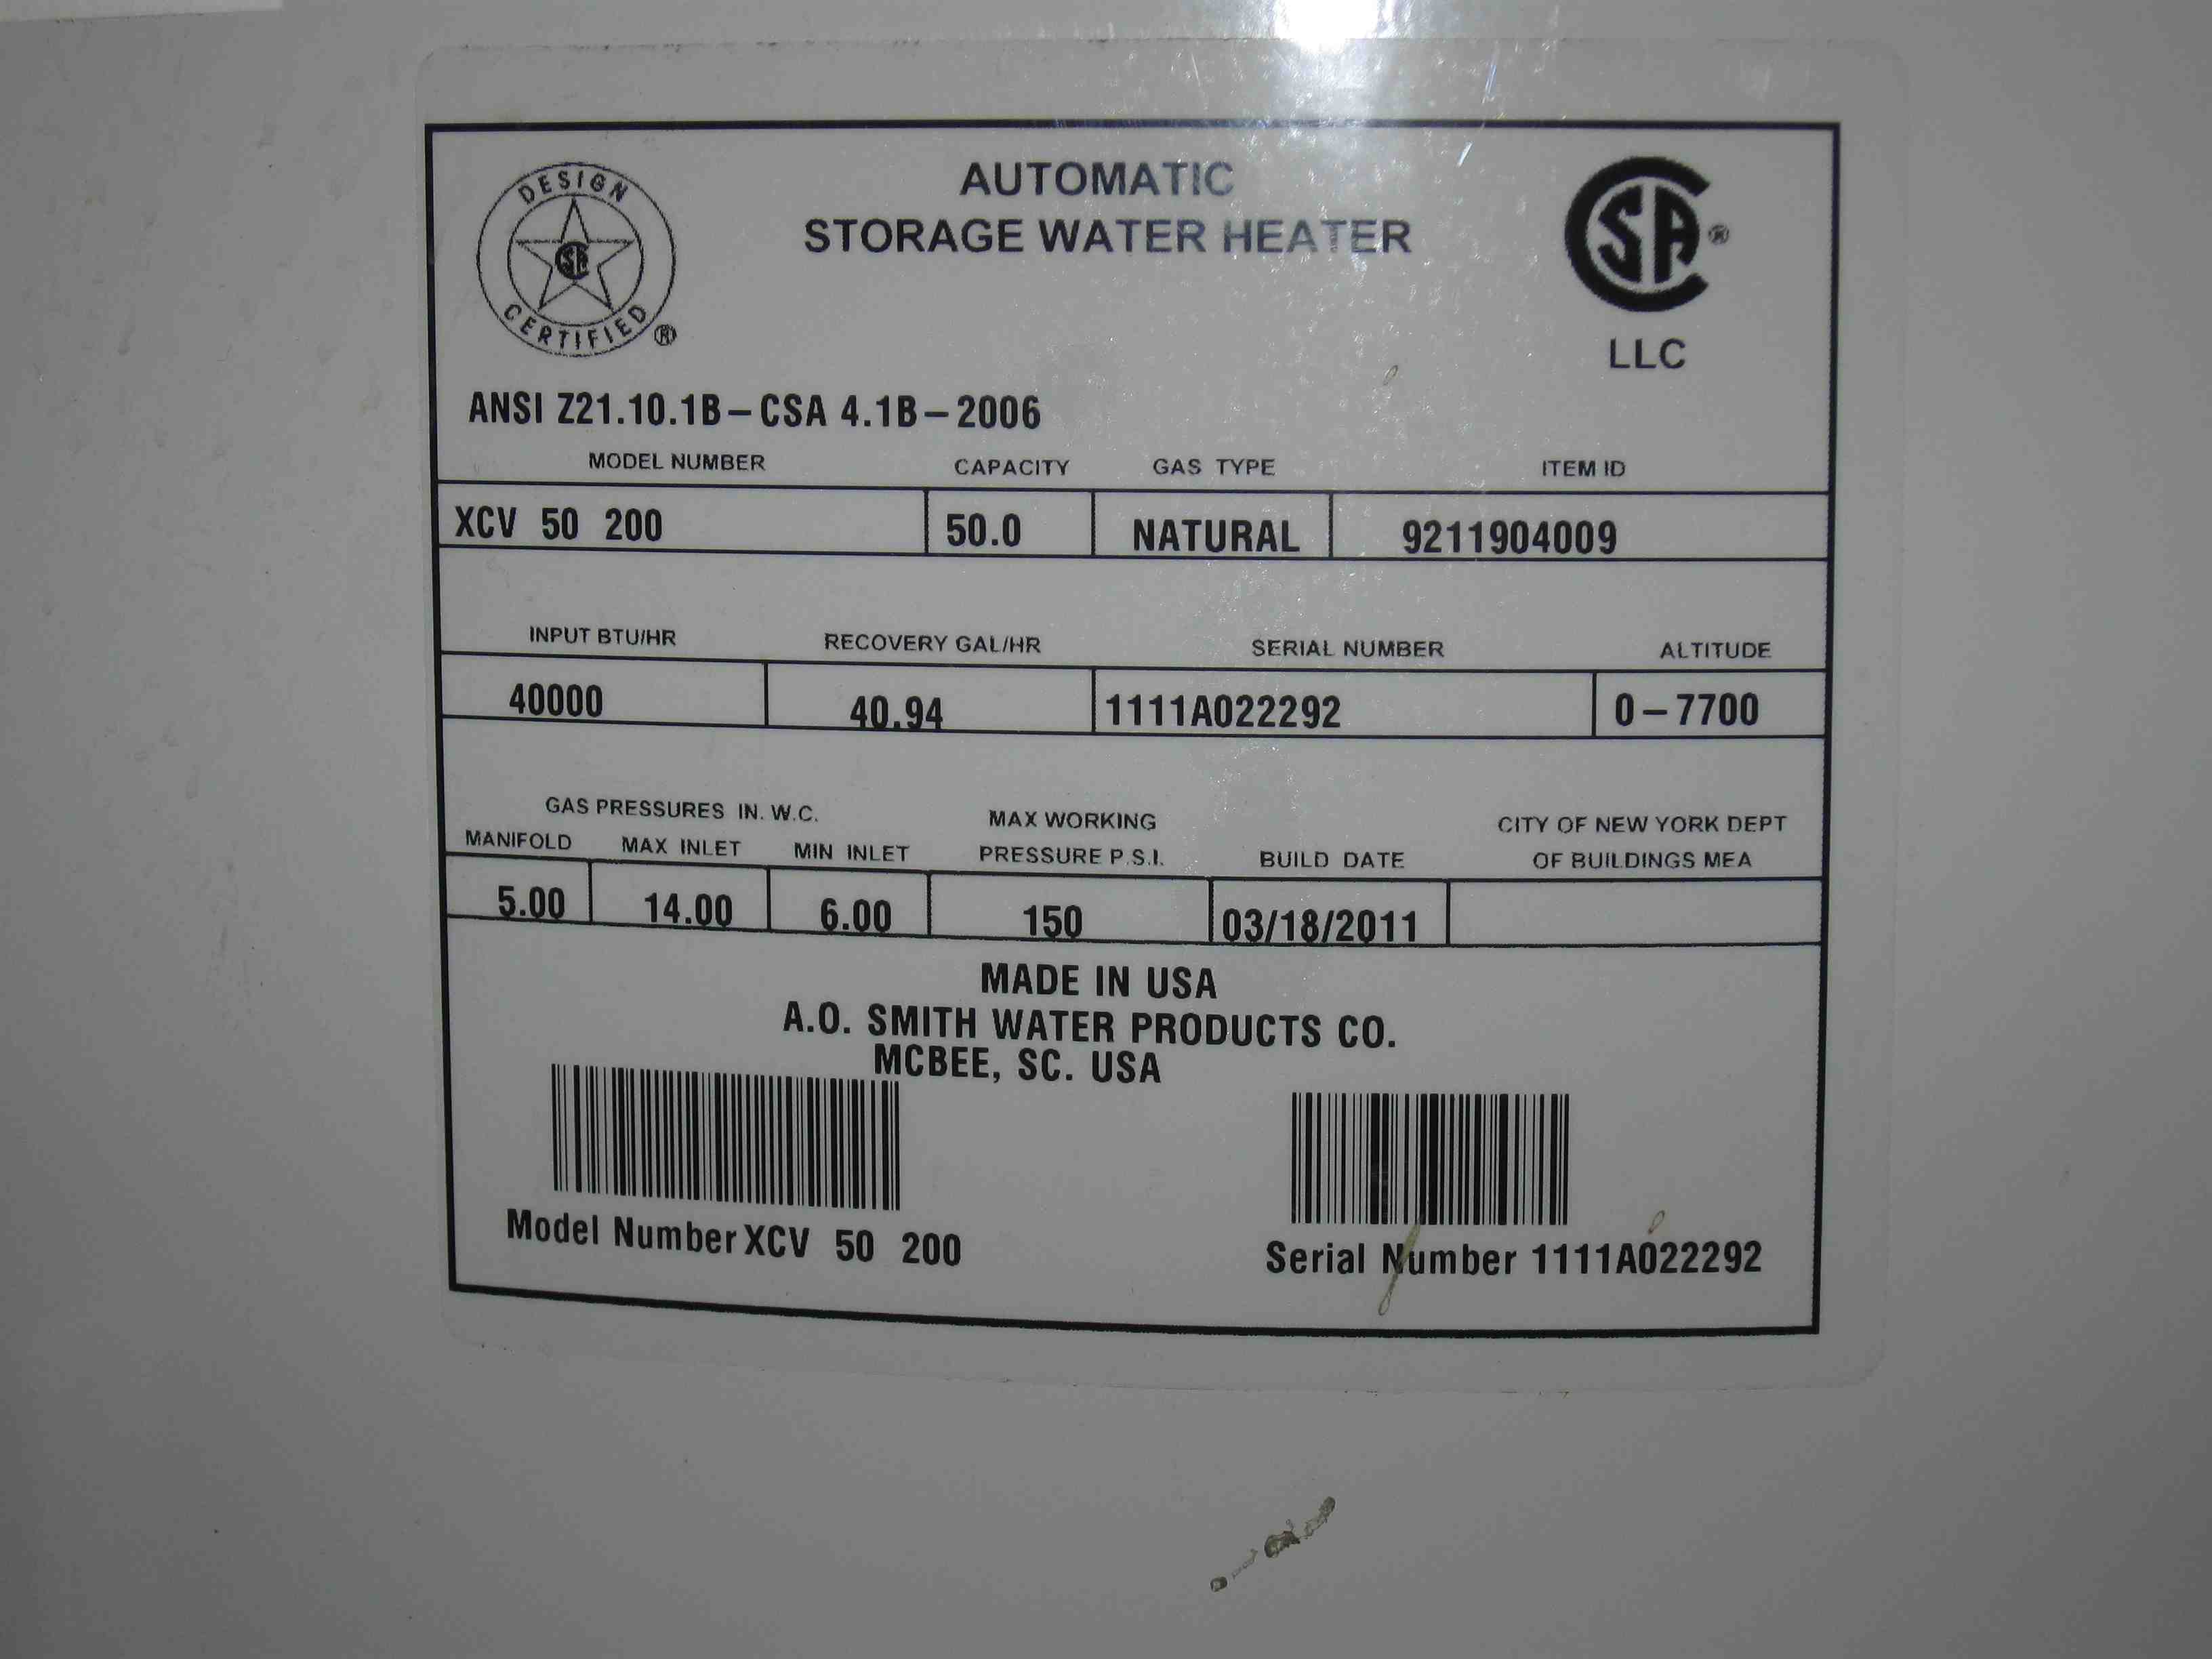 DESIGN
CSA
CERTIFIED ®
AUTOMATIC
STORAGE WATER HEATER
CSA ®
LLC
ANSI Z21.10.1B – CSA 4.1B – 2006
MODEL NUMBER CAPACITY GAS TYPE ITEM ID
XCV 50 200 50.0 NATURAL 9211904009
INPUT BTU/HR RECOVERY GAL/HR SERIAL NUMBER ALTITUDE
40000 40.94 1111A022292 0 – 7700
GAS PRESSURES IN. W.C. MAX WORKING CITY OF NEW YORK DEPT
MANIFOLD MAX INLET MIN INLET PRESSURE P.S.I. BUILD DATE OF BUILDINGS MEA
5.00 14.00 6.00 150 03/18/2011
MADE IN USA
A.O. SMITH WATER PRODUCTS CO.
MCBEE, SC. USA
Model Number XCV 50 200
Serial Number 1111A022292